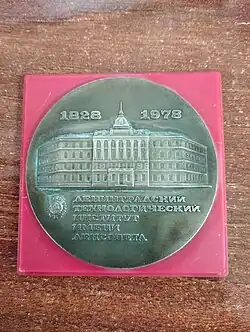 1828 1978
ЛЕНИНГРАДСКИЙ
ТЕХНОЛОГИЧЕСКИЙ
ИНСТИТУТ
ИМЕНИ
ЛЕНСОВЕТА